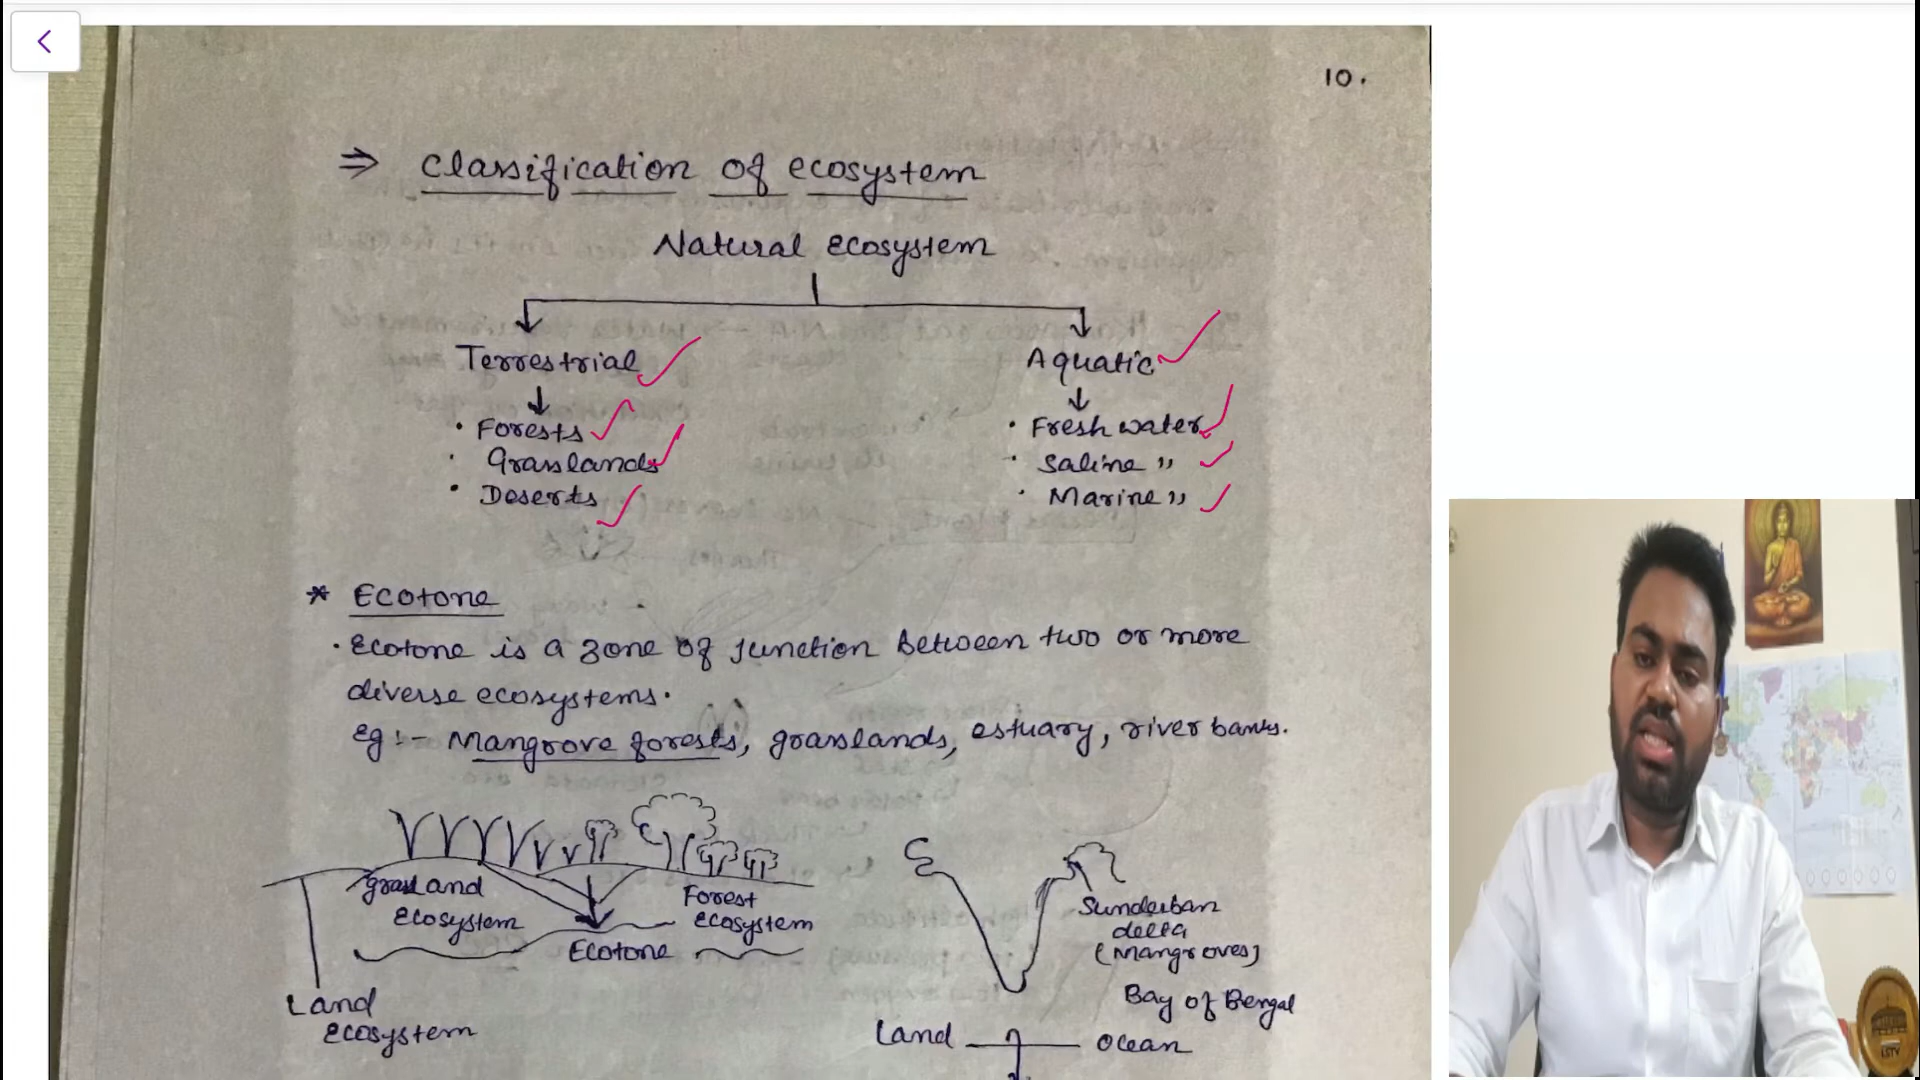 10.
⇒ Classification of ecosystem
Natural ecosystem
Terrestrial
Aquatic
• Forests
• Grasslands
• Deserts
• Fresh water
• Saline "
• Marine "
* Ecotone
• Ecotone is a zone of junction between two or more
diverse ecosystems.
Eg :- Mangrove forests, grasslands, estuary, river banks.
Grassland
Ecosystem
Forest
ecosystem
Ecotone
Land
ecosystem
Sunderban
delta
(Mangroves)
Bay of Bengal
Land
Ocean
LSTV